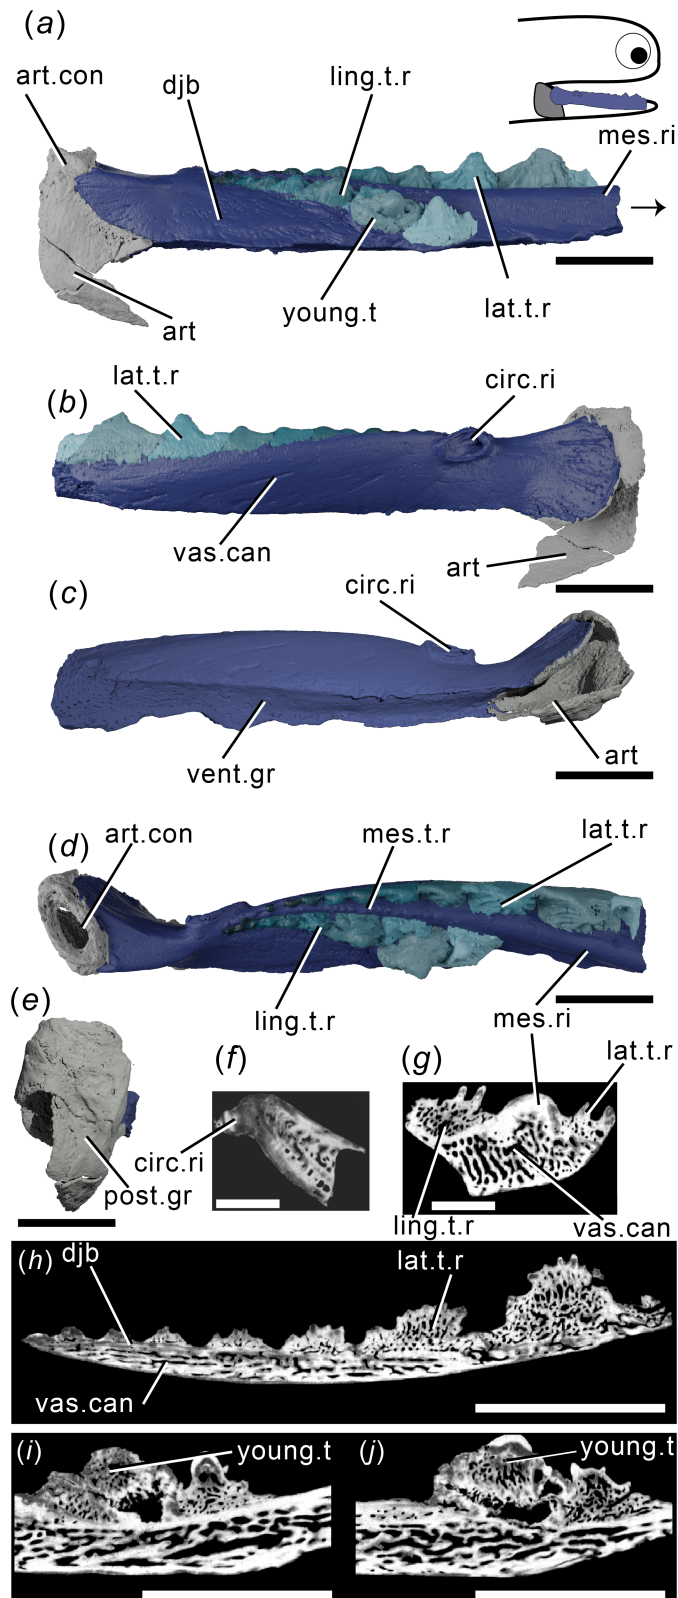 (a)
art.con
djb
ling.t.r
mes.ri
young.t
lat.t.r
art
(b)
lat.t.r
circ.ri
vas.can
art
(c)
circ.ri
vent.gr
art
(d)
art.con
mes.t.r
lat.t.r
ling.t.r
mes.ri
(e)
circ.ri
post.gr
(f)
(g)
lat.t.r
ling.t.r
vas.can
(h)
djb
lat.t.r
vas.can
(i)
young.t
(j)
young.t